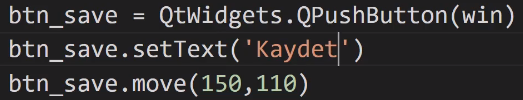 btn_save = QtWidgets.QPushButton(win)
btn_save.setText('Kaydet')
btn_save.move(150,110)